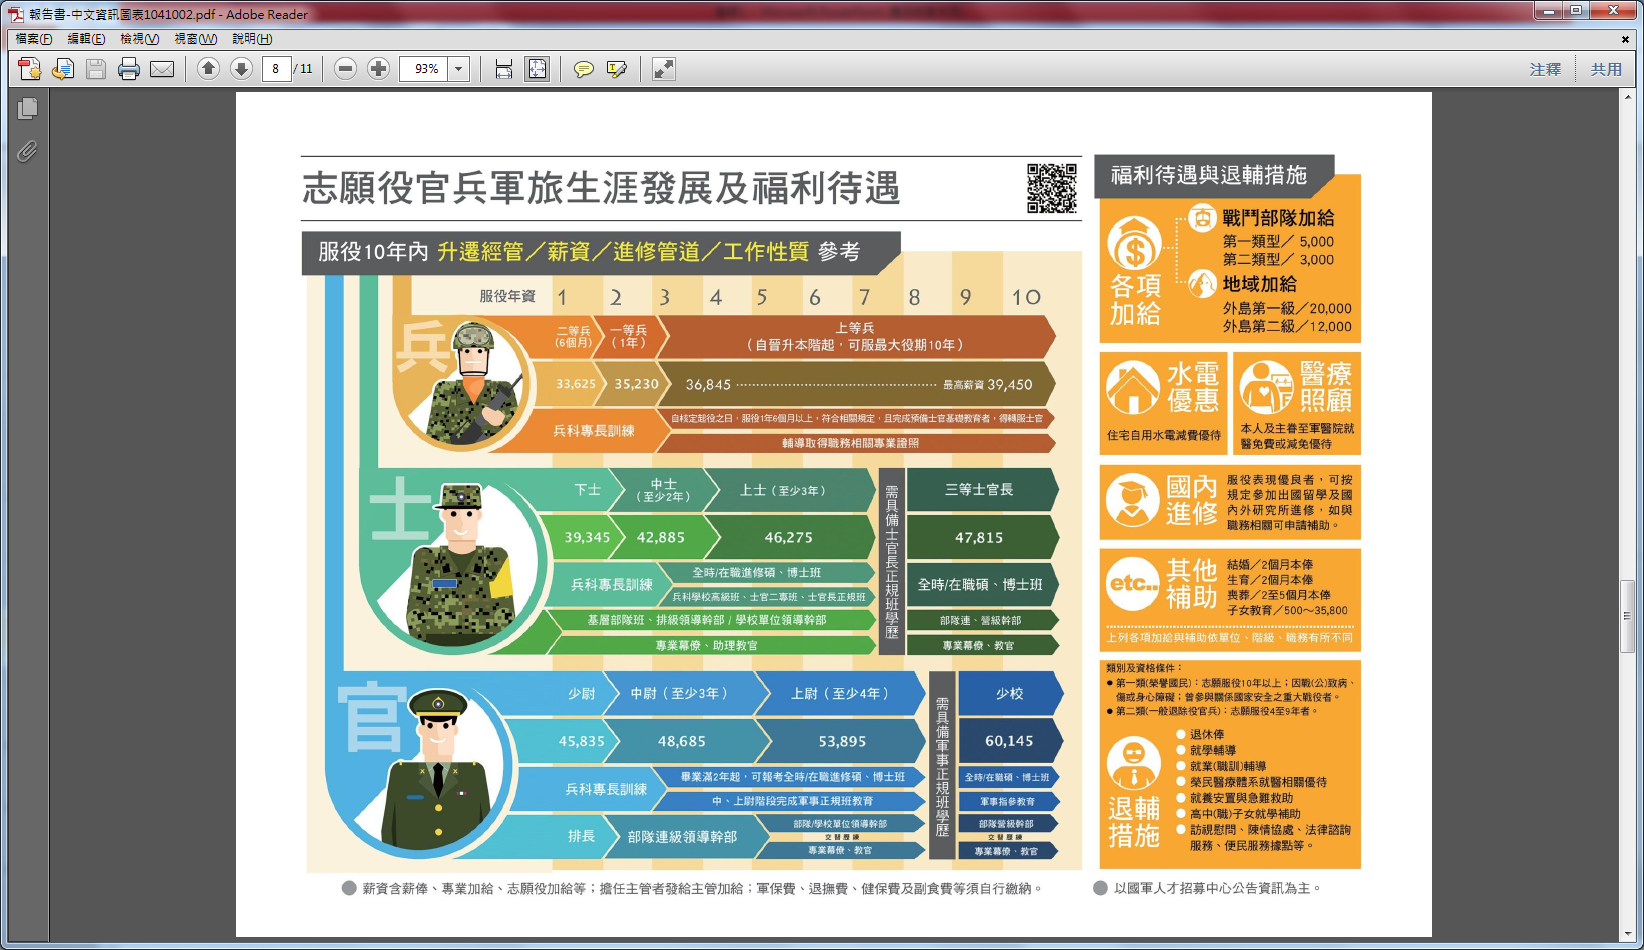 報告書-中文資訊圖表1041002.pdf - Adobe Reader
檔案(F) 編輯(E) 檢視(V) 視窗(W) 說明(H)
8 / 11 93% 注釋 共用
志願役官兵軍旅生涯發展及福利待遇
服役10年內 升遷經管／薪資／進修管道／工作性質 參考
服役年資 1 2 3 4 5 6 7 8 9 10
兵
二等兵
(6個月)
一等兵
(1年)
上等兵
(自晉升本階起，可服最大役期10年)
33,625 35,230 36,845 最高薪資 39,450
兵科專長訓練
自核定起役之日，服役1年6個月以上，符合相關規定，且完成預備士官基礎教育者，得轉服士官
輔導取得職務相關專業證照
士
下士
中士
(至少2年)
上士 (至少3年)
三等士官長
39,345 42,885 46,275 47,815
需具備士官長正規班學歷
兵科專長訓練
全時/在職進修碩、博士班
兵科學校高級班、士官二專班、士官長正規班
全時/在職碩、博士班
基層部隊班、排級領導幹部 / 學校單位領導幹部
部隊連、營級幹部
專業幕僚、助理教官
專業幕僚、教官
官
少尉 中尉 (至少3年) 上尉 (至少4年) 少校
45,835 48,685 53,895 60,145
需具備軍事正規班學歷
兵科專長訓練
畢業滿2年起，可報考全時/在職進修碩、博士班
中、上尉階段完成軍事正規班教育
全時/在職碩、博士班
軍事指參教育
排長
部隊連級領導幹部
部隊/學校單位領導幹部
交替歷練
專業幕僚、教官
部隊營級幹部
交替歷練
專業幕僚、教官
薪資含薪俸、專業加給、志願役加給等；擔任主管者發給主管加給；軍保費、退撫費、健保費及副食費等須自行繳納。
福利待遇與退輔措施
各項
加給
戰鬥部隊加給
第一類型／ 5,000
第二類型／ 3,000
地域加給
外島第一級／20,000
外島第二級／12,000
水電
優惠
住宅自用水電減費優待
醫療
照顧
本人及主眷至軍醫院就
醫免費或減免優待
國內
進修
服役表現優良者，可按
規定參加出國留學及國
內外研究所進修，如與
職務相關可申請補助。
etc..
其他
補助
結婚／2個月本俸
生育／2個月本俸
喪葬／2至5個月本俸
子女教育／500～35,800
上列各項加給與補助依單位、階級、職務有所不同
類別及資格條件：
● 第一類(榮譽國民)：志願服役10年以上；因戰(公)致病、
傷或身心障礙；曾參與關係國家安全之重大戰役者。
● 第二類(一般退除役官兵)：志願服役4至9年者。
退輔
措施
退休俸
就學輔導
就業(職訓)輔導
榮民醫療體系就醫相關優待
就養安置與急難救助
高中(職)子女就學補助
訪視慰問、陳情協處、法律諮詢
服務、便民服務據點等。
以國軍人才招募中心公告資訊為主。